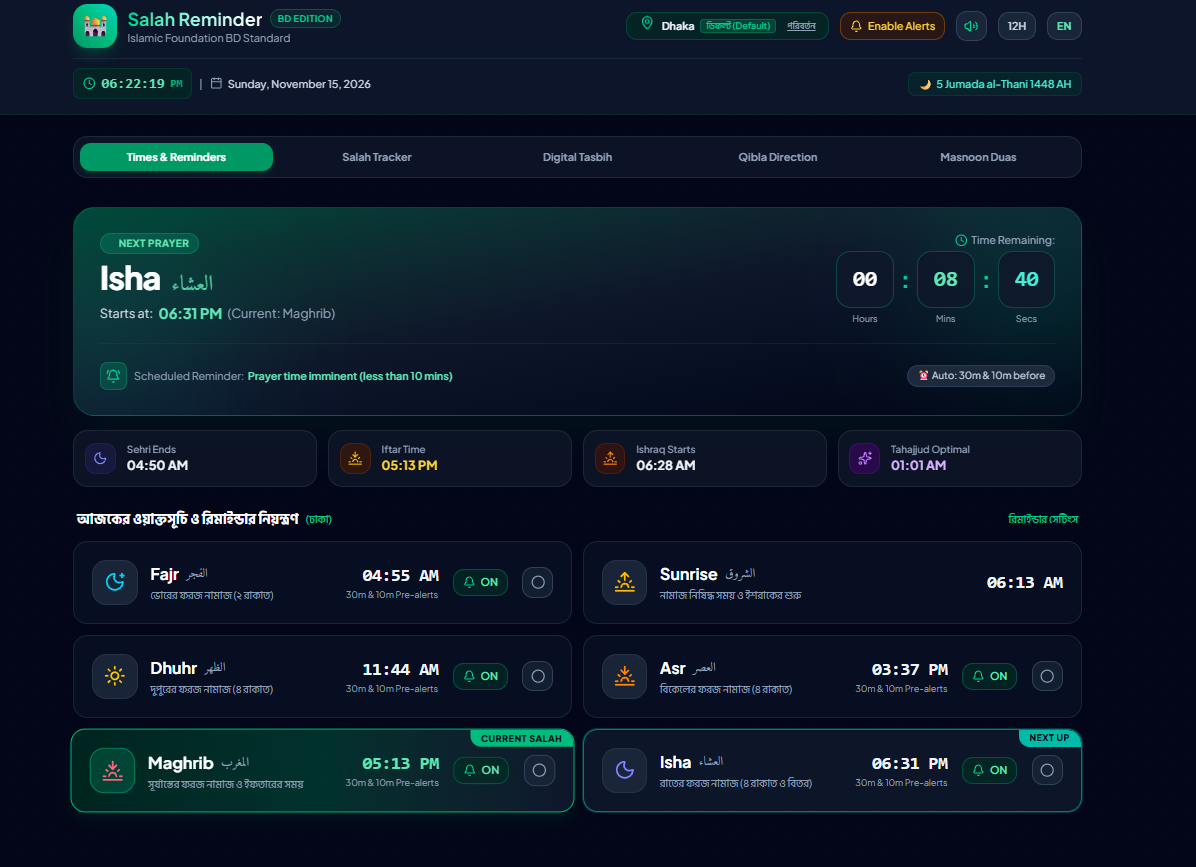 Salah Reminder BD EDITION
Islamic Foundation BD Standard
Dhaka ডিফল্ট (Default) পরিবর্তন
Enable Alerts
12H
EN
06:22:19 PM | Sunday, November 15, 2026
5 Jumada al-Thani 1448 AH
Times & Reminders
Salah Tracker
Digital Tasbih
Qibla Direction
Masnoon Duas
NEXT PRAYER
Isha العشاء
Starts at: 06:31 PM (Current: Maghrib)
Time Remaining:
00 : 08 : 40
Hours Mins Secs
Scheduled Reminder: Prayer time imminent (less than 10 mins)
Auto: 30m & 10m before
Sehri Ends
04:50 AM
Iftar Time
05:13 PM
Ishraq Starts
06:28 AM
Tahajjud Optimal
01:01 AM
আজকের ওয়াক্তসূচি ও রিমাইন্ডার নিয়ন্ত্রণ (ঢাকা)
রিমাইন্ডার সেটিংস
Fajr الفجر
ভোরের ফরজ নামাজ (২ রাকাত)
04:55 AM
30m & 10m Pre-alerts
ON
Sunrise الشروق
নামাজ নিষিদ্ধ সময় ও ইশরাকের শুরু
06:13 AM
Dhuhr الظهر
দুপুরের ফরজ নামাজ (৪ রাকাত)
11:44 AM
30m & 10m Pre-alerts
ON
Asr العصر
বিকেলের ফরজ নামাজ (৪ রাকাত)
03:37 PM
30m & 10m Pre-alerts
ON
CURRENT SALAH
Maghrib المغرب
সূর্যাস্তের ফরজ নামাজ ও ইফতারের সময়
05:13 PM
30m & 10m Pre-alerts
ON
NEXT UP
Isha العشاء
রাতের ফরজ নামাজ (৪ রাকাত ও বিতর)
06:31 PM
30m & 10m Pre-alerts
ON